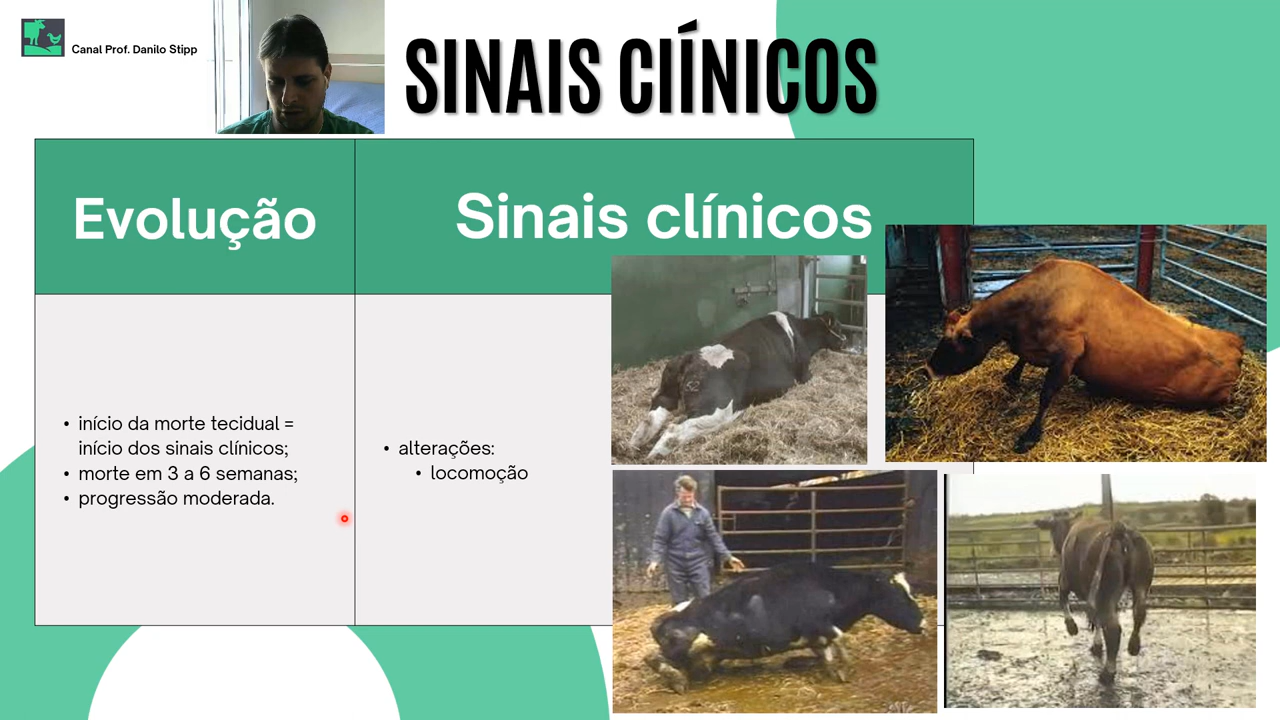 Canal Prof. Danilo Stipp
SINAIS CIÍNICOS
Evolução
Sinais clínicos
• início da morte tecidual =
início dos sinais clínicos;
• morte em 3 a 6 semanas;
• progressão moderada.
• alterações:
• locomoção
52